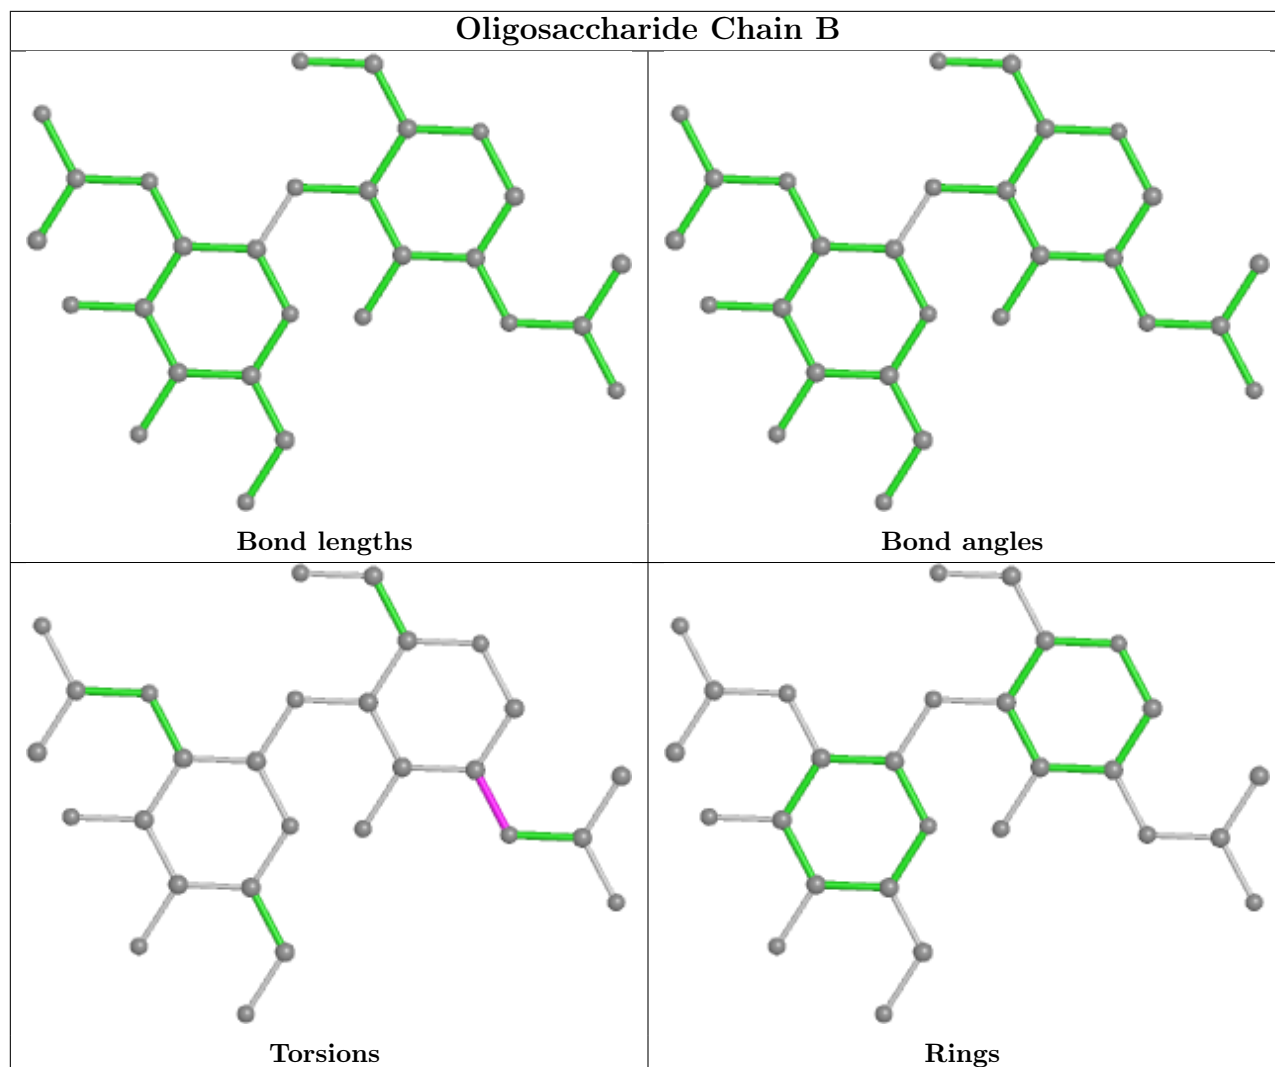 Oligosaccharide Chain B
Bond lengths
Bond angles
Torsions
Rings